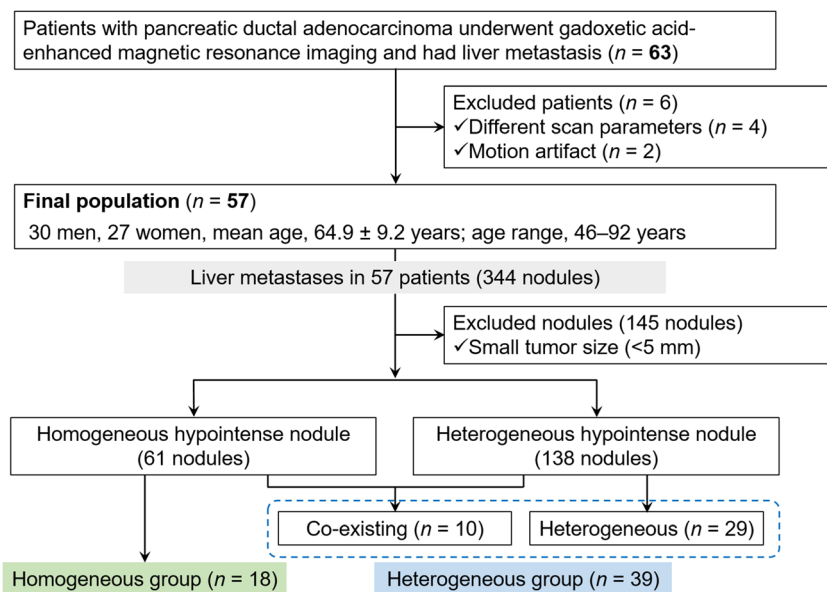 Patients with pancreatic ductal adenocarcinoma underwent gadoxetic acid-
enhanced magnetic resonance imaging and had liver metastasis (n = 63)
Excluded patients (n = 6)
✓Different scan parameters (n = 4)
✓Motion artifact (n = 2)
Final population (n = 57)
30 men, 27 women, mean age, 64.9 ± 9.2 years; age range, 46–92 years
Liver metastases in 57 patients (344 nodules)
Excluded nodules (145 nodules)
✓Small tumor size (<5 mm)
Homogeneous hypointense nodule
(61 nodules)
Heterogeneous hypointense nodule
(138 nodules)
Co-existing (n = 10)
Heterogeneous (n = 29)
Homogeneous group (n = 18)
Heterogeneous group (n = 39)